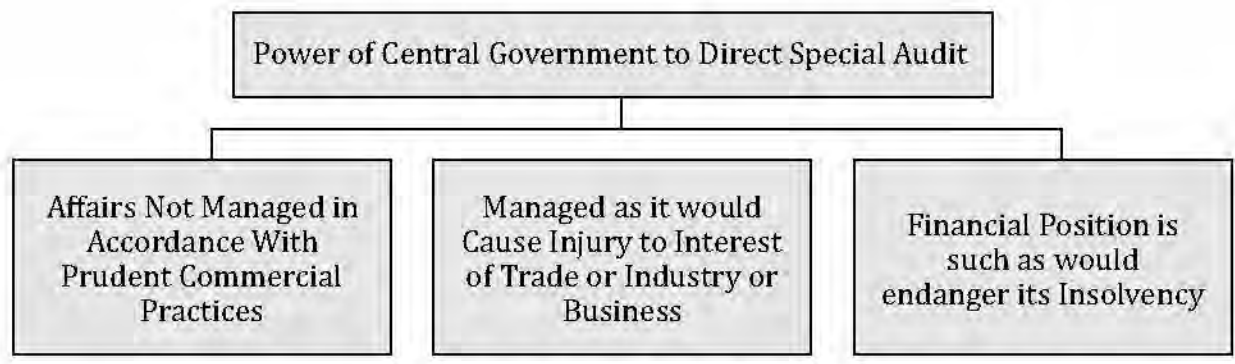 Power of Central Government to Direct Special Audit
Affairs Not Managed in
Accordance With
Prudent Commercial
Practices
Managed as it would
Cause Injury to Interest
of Trade or Industry or
Business
Financial Position is
such as would
endanger its Insolvency